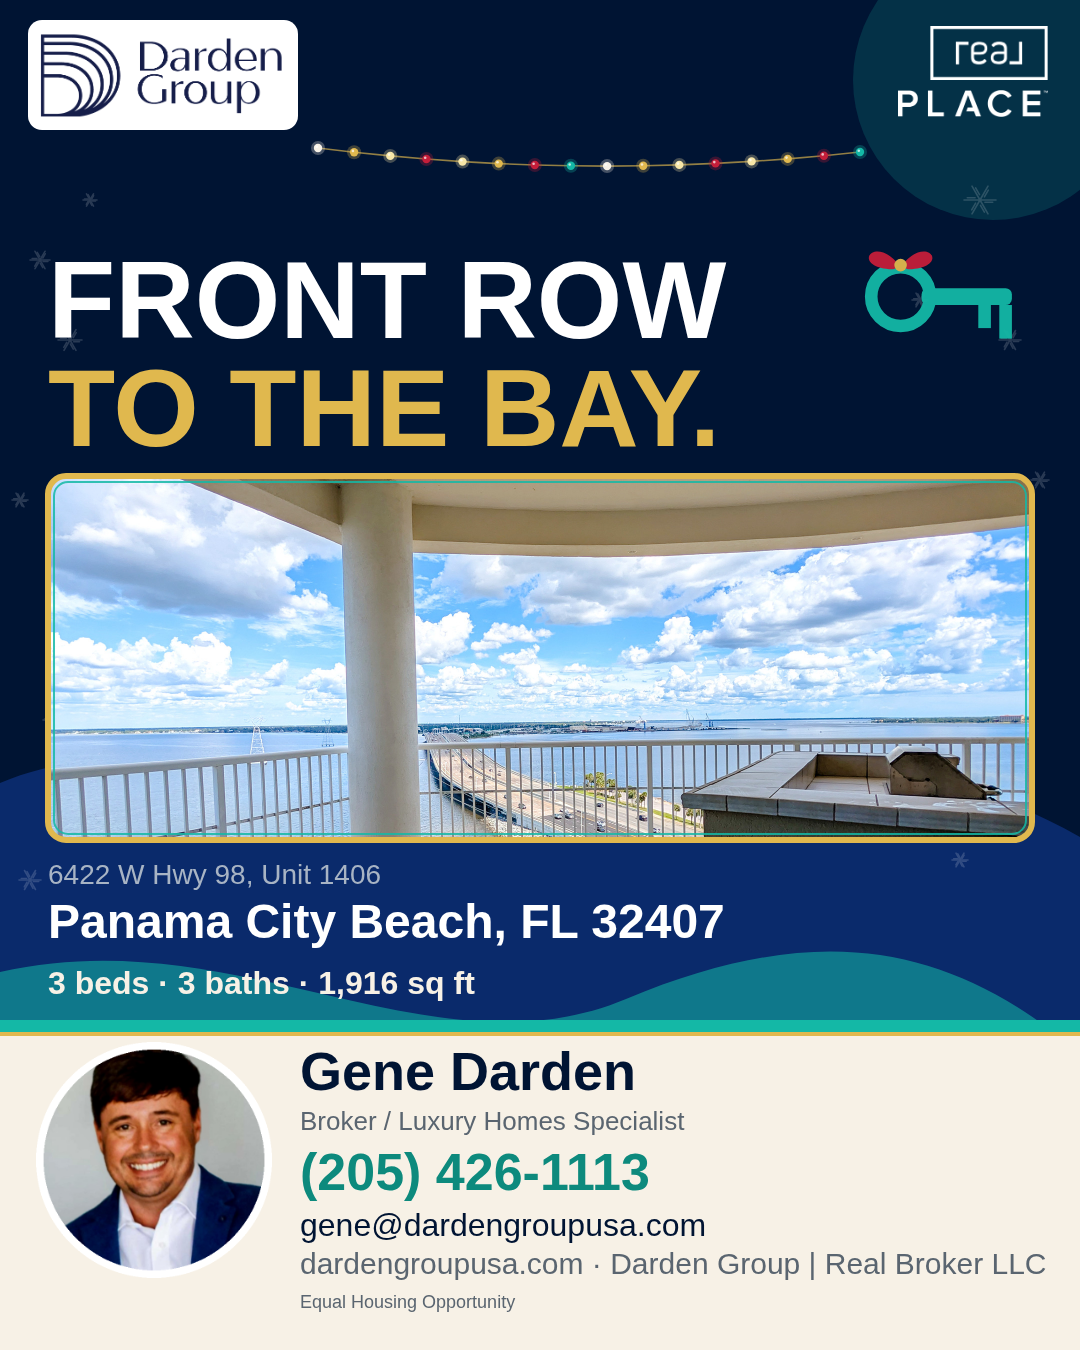 Darden
Group
real
PLACE
FRONT ROW
TO THE BAY.
6422 W Hwy 98, Unit 1406
Panama City Beach, FL 32407
3 beds · 3 baths · 1,916 sq ft
Gene Darden
Broker / Luxury Homes Specialist
(205) 426-1113
gene@dardengroupusa.com
dardengroupusa.com · Darden Group | Real Broker LLC
Equal Housing Opportunity